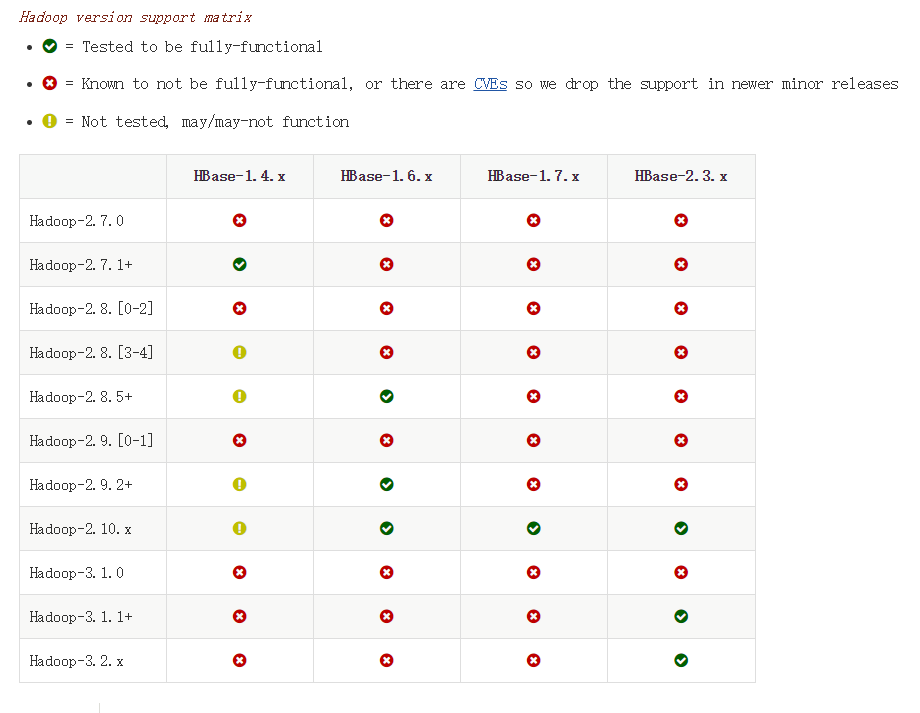 Hadoop version support matrix
= Tested to be fully-functional
= Known to not be fully-functional, or there are CVEs so we drop the support in newer minor releases
= Not tested, may/may-not function
HBase-1.4.x HBase-1.6.x HBase-1.7.x HBase-2.3.x
Hadoop-2.7.0
Hadoop-2.7.1+
Hadoop-2.8.[0-2]
Hadoop-2.8.[3-4]
Hadoop-2.8.5+
Hadoop-2.9.[0-1]
Hadoop-2.9.2+
Hadoop-2.10.x
Hadoop-3.1.0
Hadoop-3.1.1+
Hadoop-3.2.x